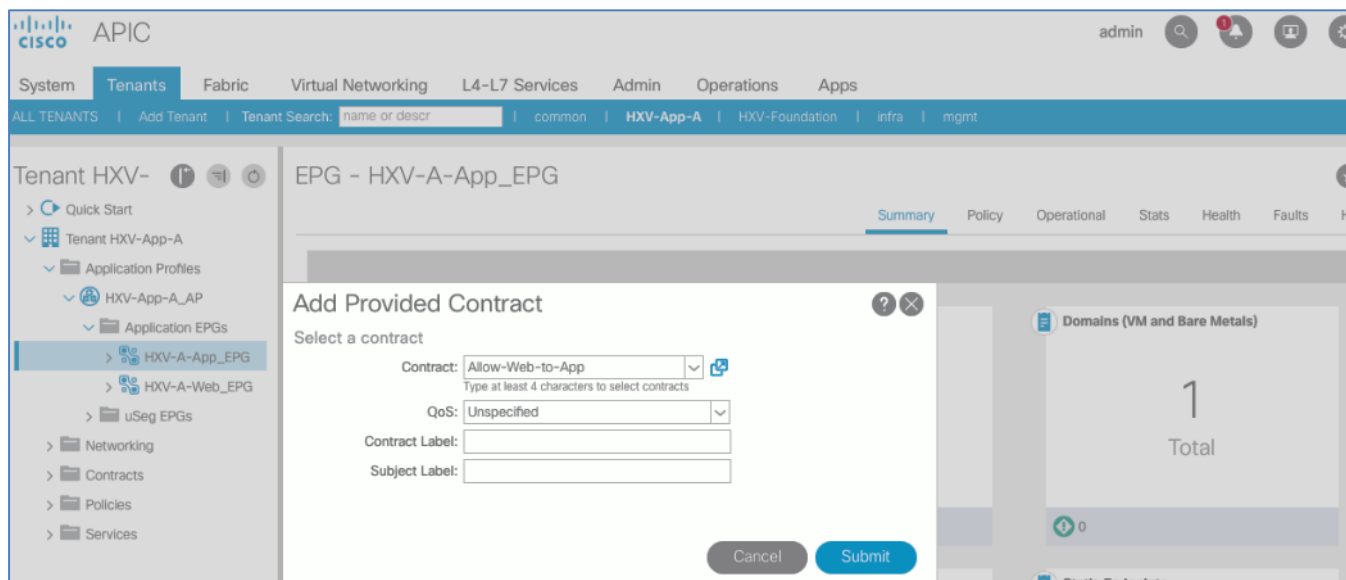 cisco APIC admin 1
System Tenants Fabric Virtual Networking L4-L7 Services Admin Operations Apps
ALL TENANTS | Add Tenant | Tenant Search: name or descr | common | HXV-App-A | HXV-Foundation | infra | mgmt
Tenant HXV-
Quick Start
Tenant HXV-App-A
Application Profiles
HXV-App-A_AP
Application EPGs
HXV-A-App_EPG
HXV-A-Web_EPG
uSeg EPGs
Networking
Contracts
Policies
Services
EPG - HXV-A-App_EPG
Summary Policy Operational Stats Health Faults
Add Provided Contract
Select a contract
Contract: Allow-Web-to-App
Type at least 4 characters to select contracts
QoS: Unspecified
Contract Label:
Subject Label:
Cancel Submit
Domains (VM and Bare Metals)
1
Total
0